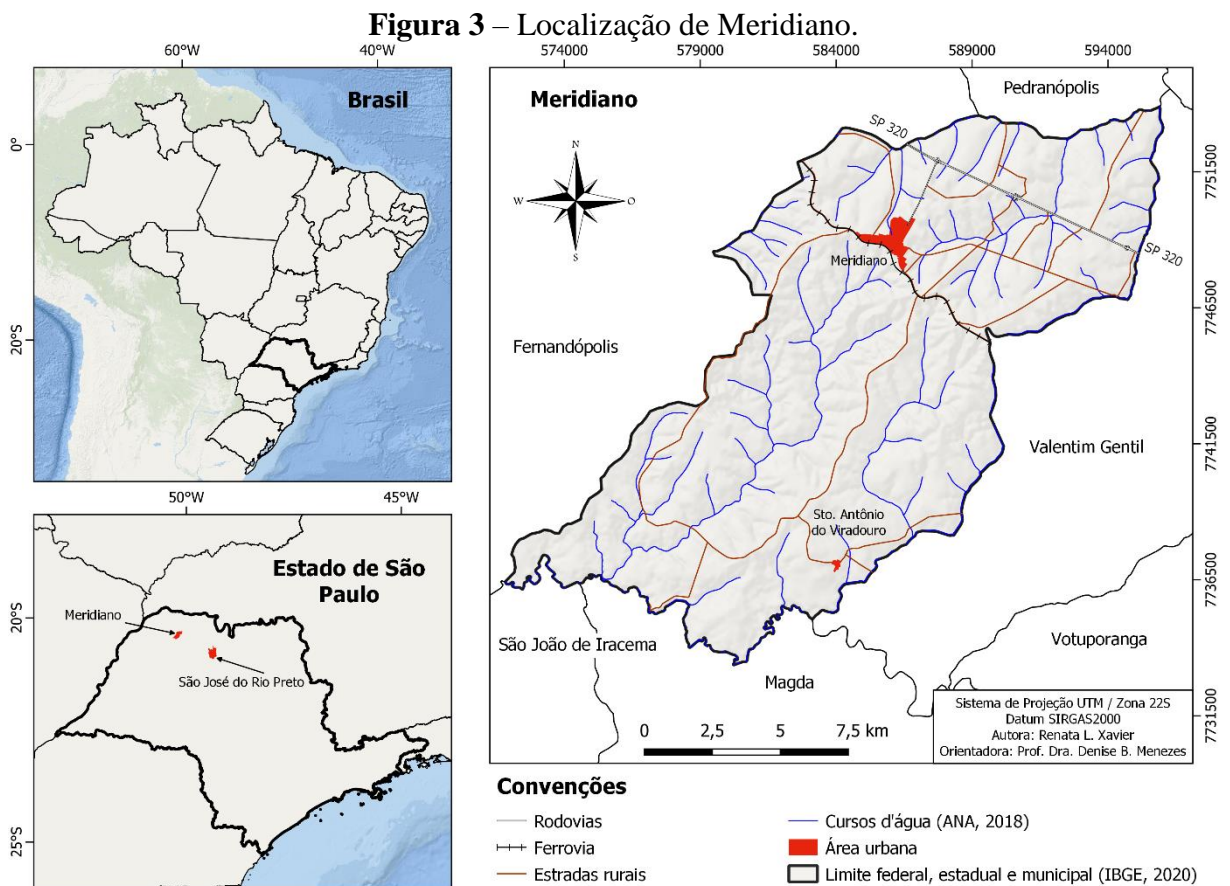 Figura 3 – Localização de Meridiano.
60°W
40°W
0°
20°S
Brasil
50°W
45°W
20°S
25°S
Estado de São
Paulo
Meridiano
São José do Rio Preto
574000
579000
584000
589000
594000
7751500
7746500
7741500
7736500
7731500
Meridiano
N
W
O
S
Pedranópolis
SP 320
SP 320
Meridiano
Fernandópolis
Valentim Gentil
Sto. Antônio
do Viradouro
São João de Iracema
Magda
Votuporanga
0 2,5 5 7,5 km
Sistema de Projeção UTM / Zona 22S
Datum SIRGAS2000
Autora: Renata L. Xavier
Orientadora: Prof. Dra. Denise B. Menezes
Convenções
Rodovias
Ferrovia
Estradas rurais
Cursos d'água (ANA, 2018)
Área urbana
Limite federal, estadual e municipal (IBGE, 2020)